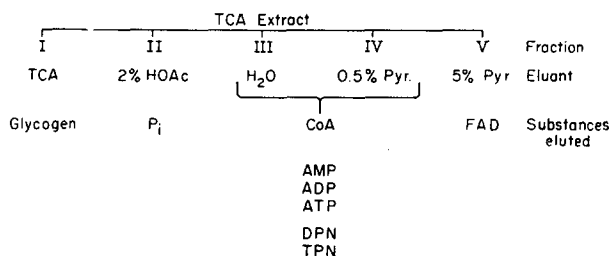 TCA Extract
I II III IV V Fraction
TCA 2% HOAc H₂O 0.5% Pyr. 5% Pyr Eluant
Glycogen Pᵢ CoA FAD Substances
eluted
AMP
ADP
ATP
DPN
TPN